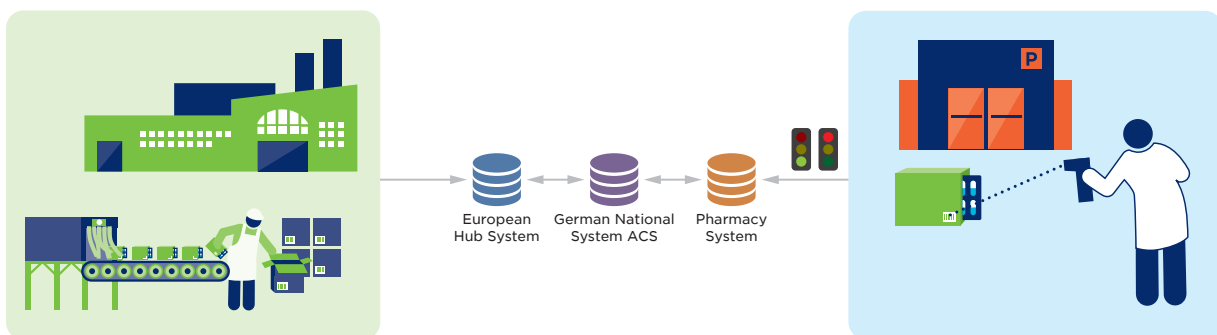 P
European
Hub System
German National
System ACS
Pharmacy
System